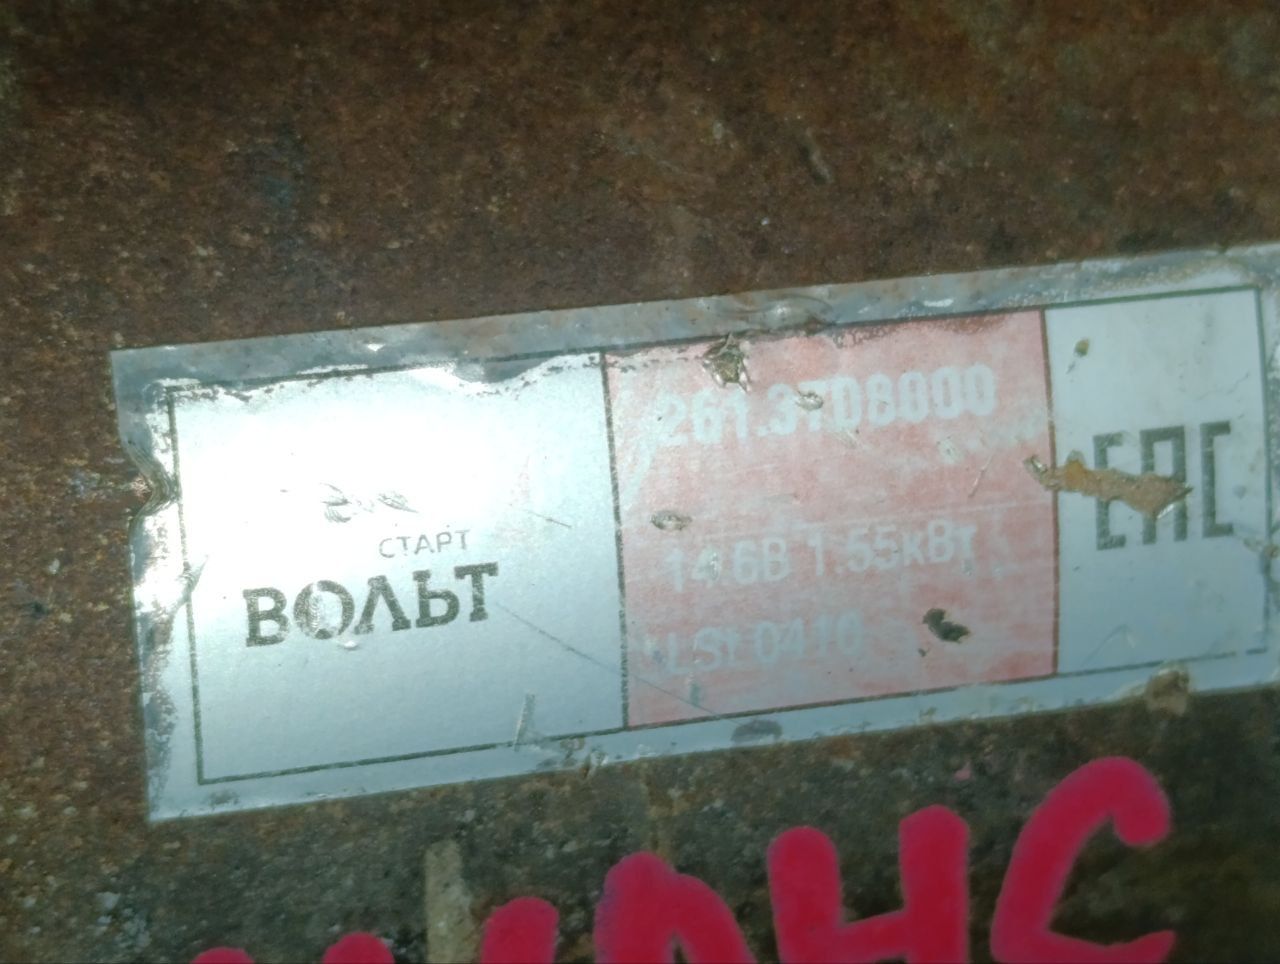 СТАРТ
ВОЛЬТ
261.3708000
14.6В 1.55кВт
LSt 0410
ЕАС